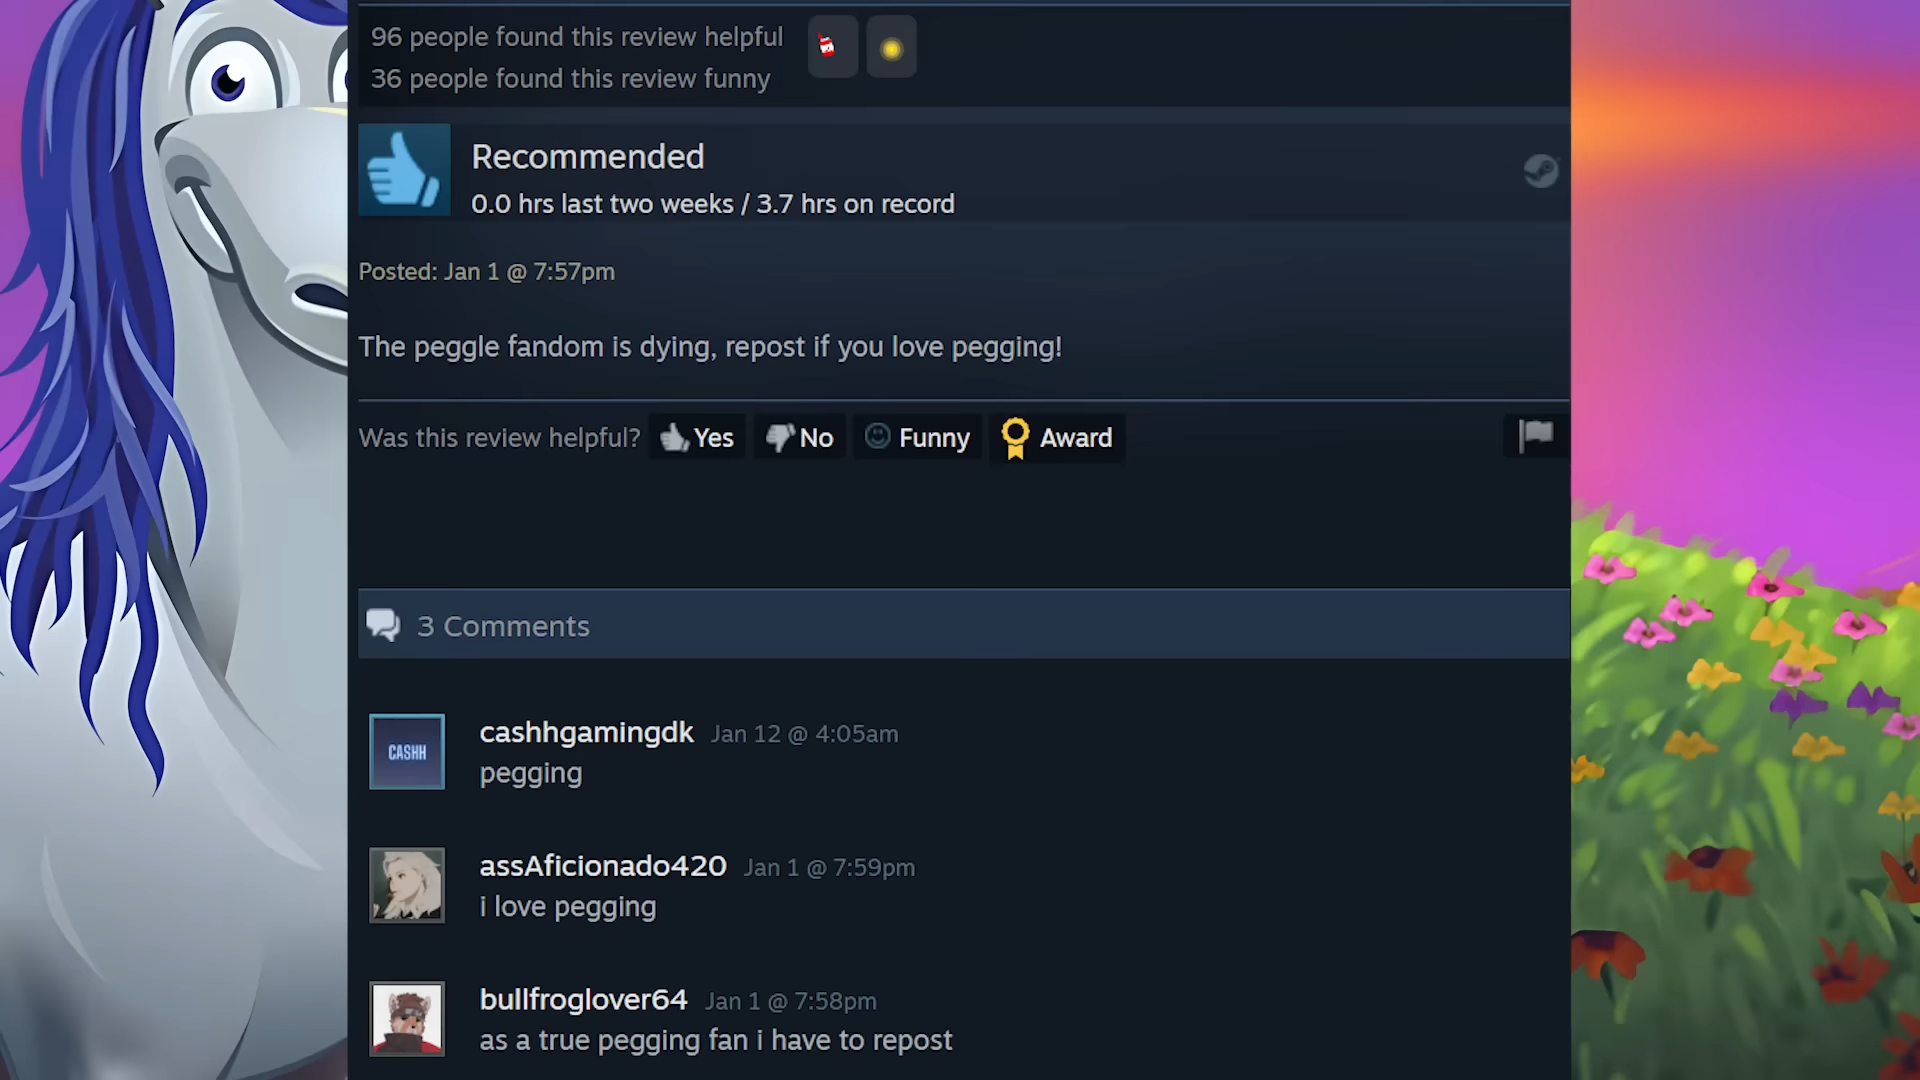 96 people found this review helpful
36 people found this review funny
Recommended
0.0 hrs last two weeks / 3.7 hrs on record
Posted: Jan 1 @ 7:57pm
The peggle fandom is dying, repost if you love pegging!
Was this review helpful? Yes No Funny Award
3 Comments
CASHH
cashhgamingdk Jan 12 @ 4:05am
pegging
assAficionado420 Jan 1 @ 7:59pm
i love pegging
bullfroglover64 Jan 1 @ 7:58pm
as a true pegging fan i have to repost